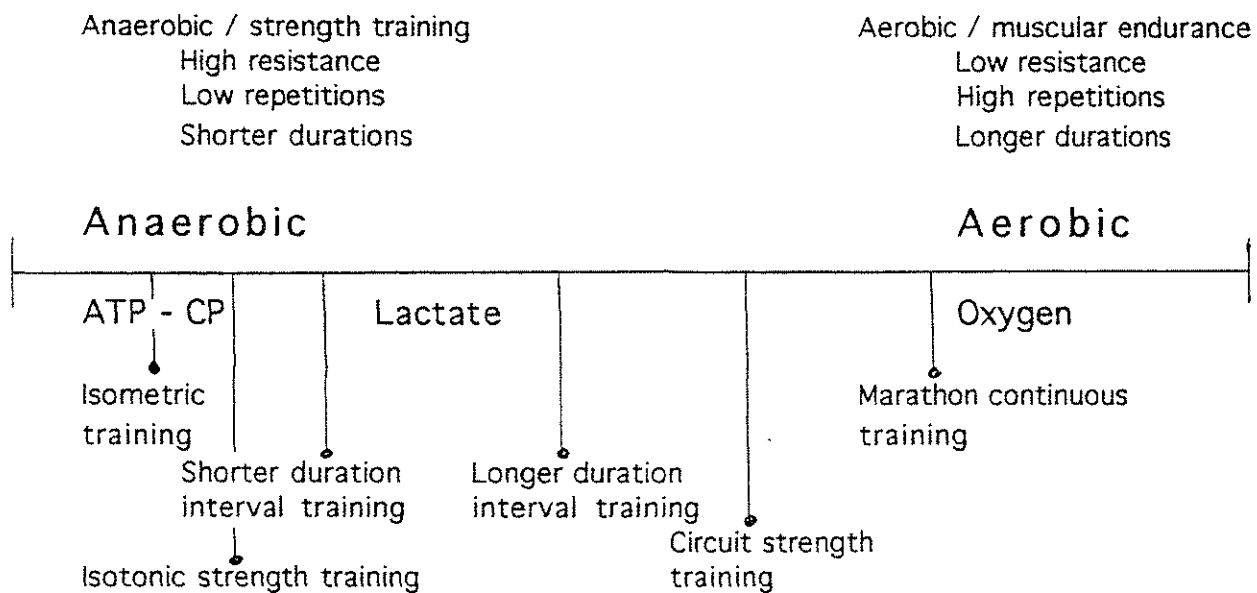 Anaerobic / strength training
High resistance
Low repetitions
Shorter durations
Aerobic / muscular endurance
Low resistance
High repetitions
Longer durations
Anaerobic
Aerobic
ATP - CP
Lactate
Oxygen
Isometric
training
Marathon continuous
training
Shorter duration
interval training
Longer duration
interval training
Circuit strength
training
Isotonic strength training